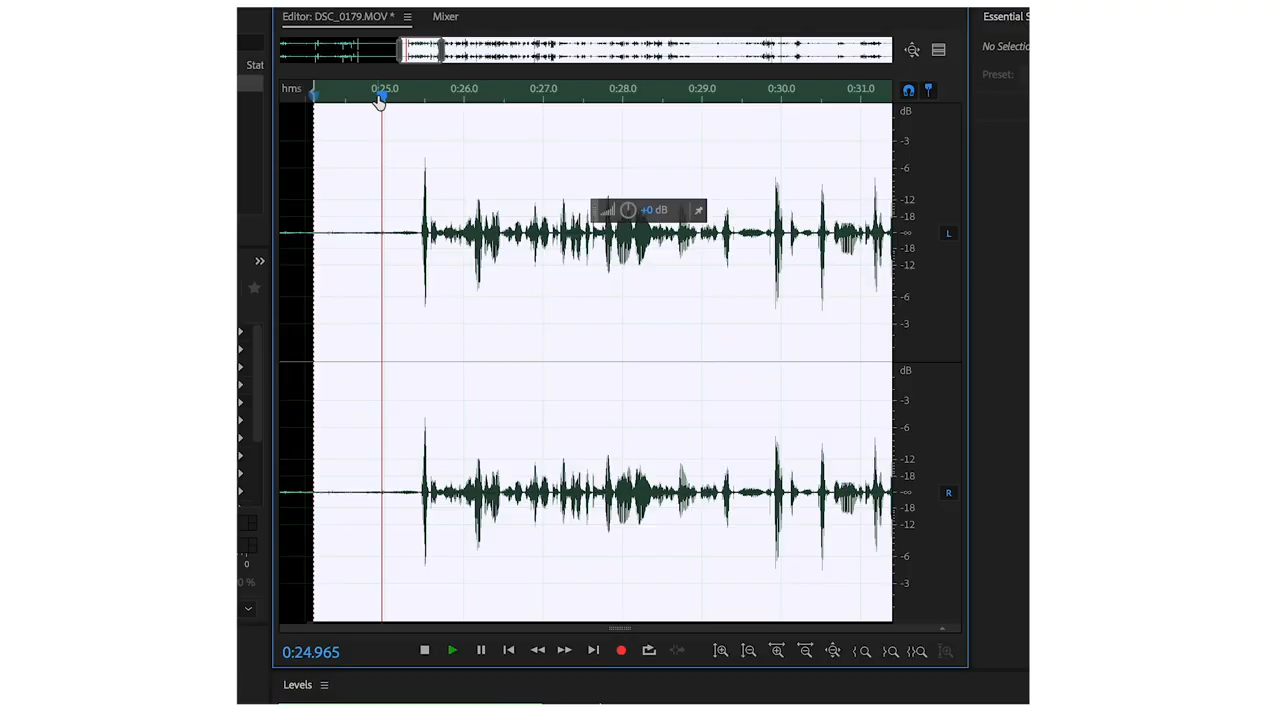 Editor: DSC_0179.MOV *
Mixer
Essential S
No Selectio
Stat
Preset:
hms 0:25.0 0:26.0 0:27.0 0:28.0 0:29.0 0:30.0 0:31.0
dB
-3
-6
-12
+0 dB
-18
-∞
L
-18
-12
-6
-3
dB
-3
-6
-12
-18
-∞
R
-18
-12
-6
-3
0
0 %
0:24.965
Levels